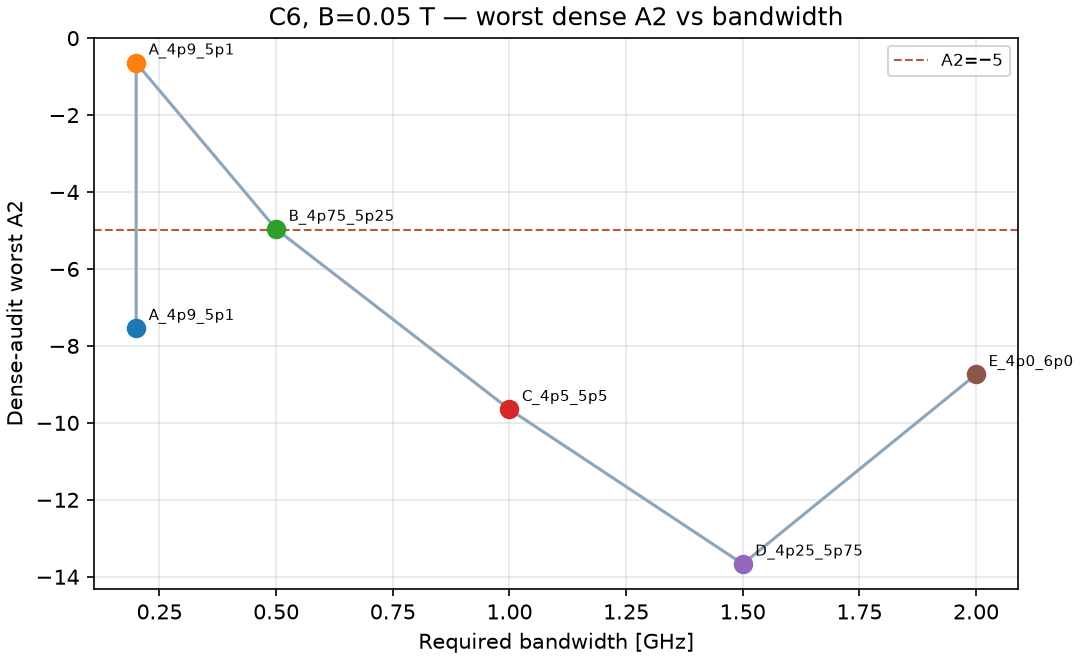 C6, B=0.05 T — worst dense A2 vs bandwidth
A2=−5
A_4p9_5p1
B_4p75_5p25
A_4p9_5p1
E_4p0_6p0
C_4p5_5p5
D_4p25_5p75
Dense-audit worst A2
0
−2
−4
−6
−8
−10
−12
−14
0.25
0.50
0.75
1.00
1.25
1.50
1.75
2.00
Required bandwidth [GHz]